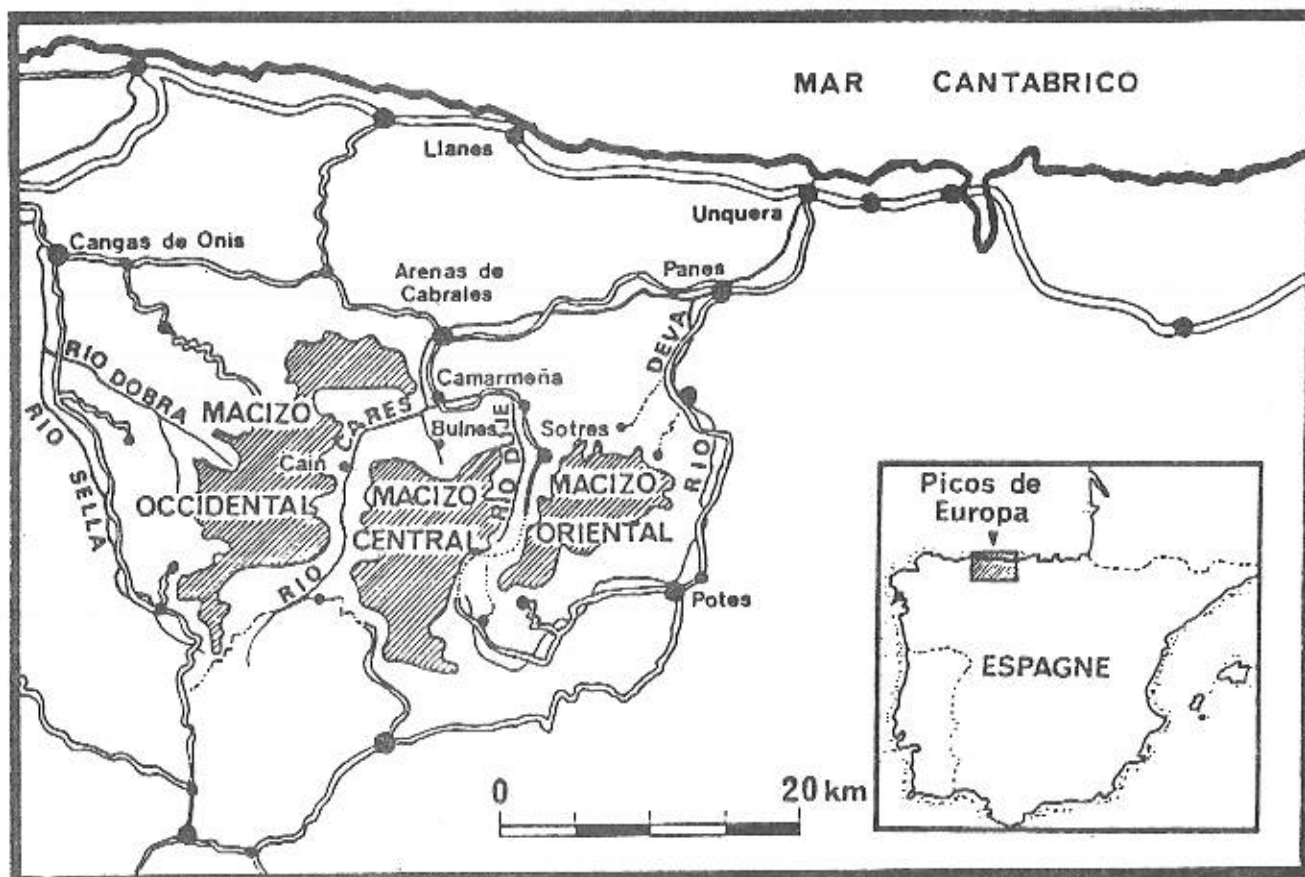 MAR CANTABRICO
Llanes
Unquera
Cangas de Onis
Arenas de
Cabrales
Panes
RIO DOBRA
RIO SELLA
MACIZO
OCCIDENTAL
Camarmeña
CARES
RIO
Bulnes
Cain
RIO DUJE
Sotres
DEVA
RIO
MACIZO
CENTRAL
MACIZO
ORIENTAL
Potes
0 20 km
Picos de
Europa
ESPAGNE